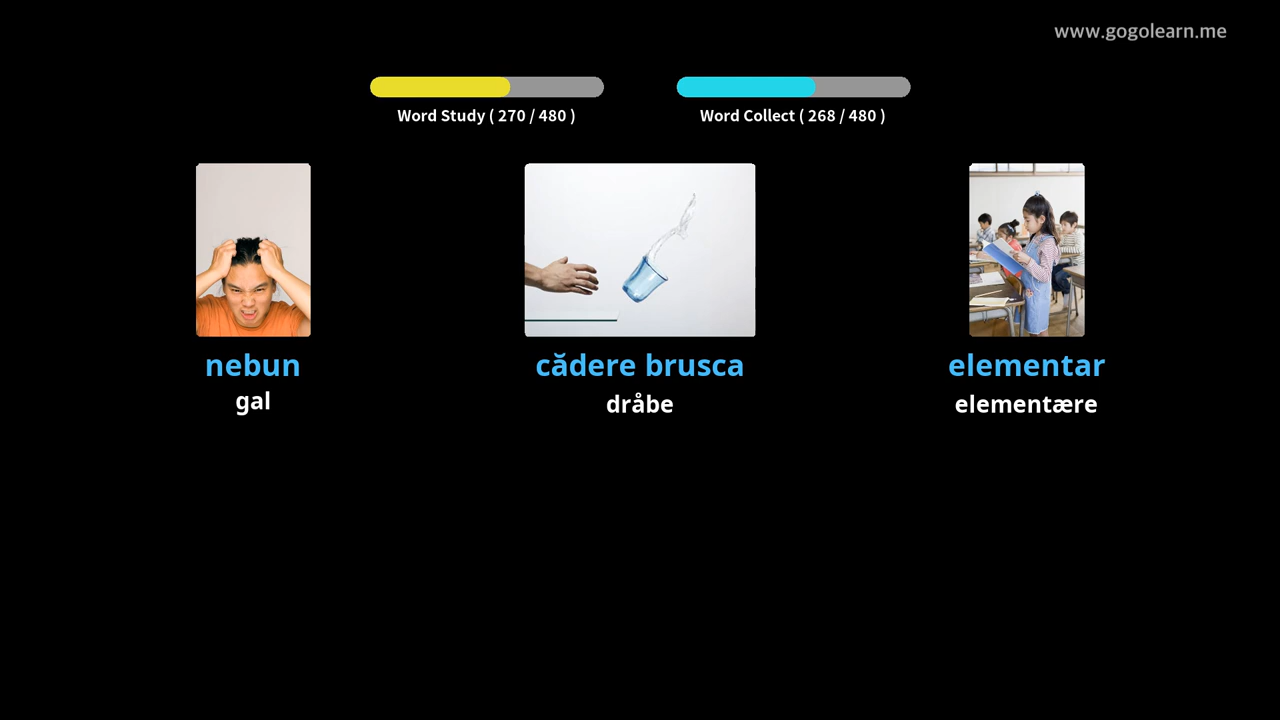 www.gogolearn.me
Word Study ( 270 / 480 )
Word Collect ( 268 / 480 )
nebun
gal
cădere brusca
dråbe
elementar
elementære